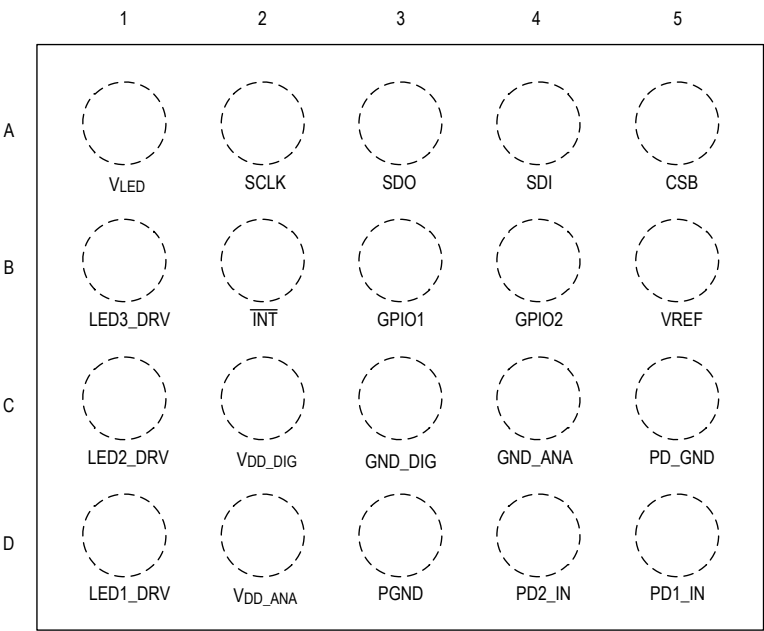 1 2 3 4 5
A
VLED SCLK SDO SDI CSB
B
LED3_DRV INT GPIO1 GPIO2 VREF
C
LED2_DRV VDD_DIG GND_DIG GND_ANA PD_GND
D
LED1_DRV VDD_ANA PGND PD2_IN PD1_IN